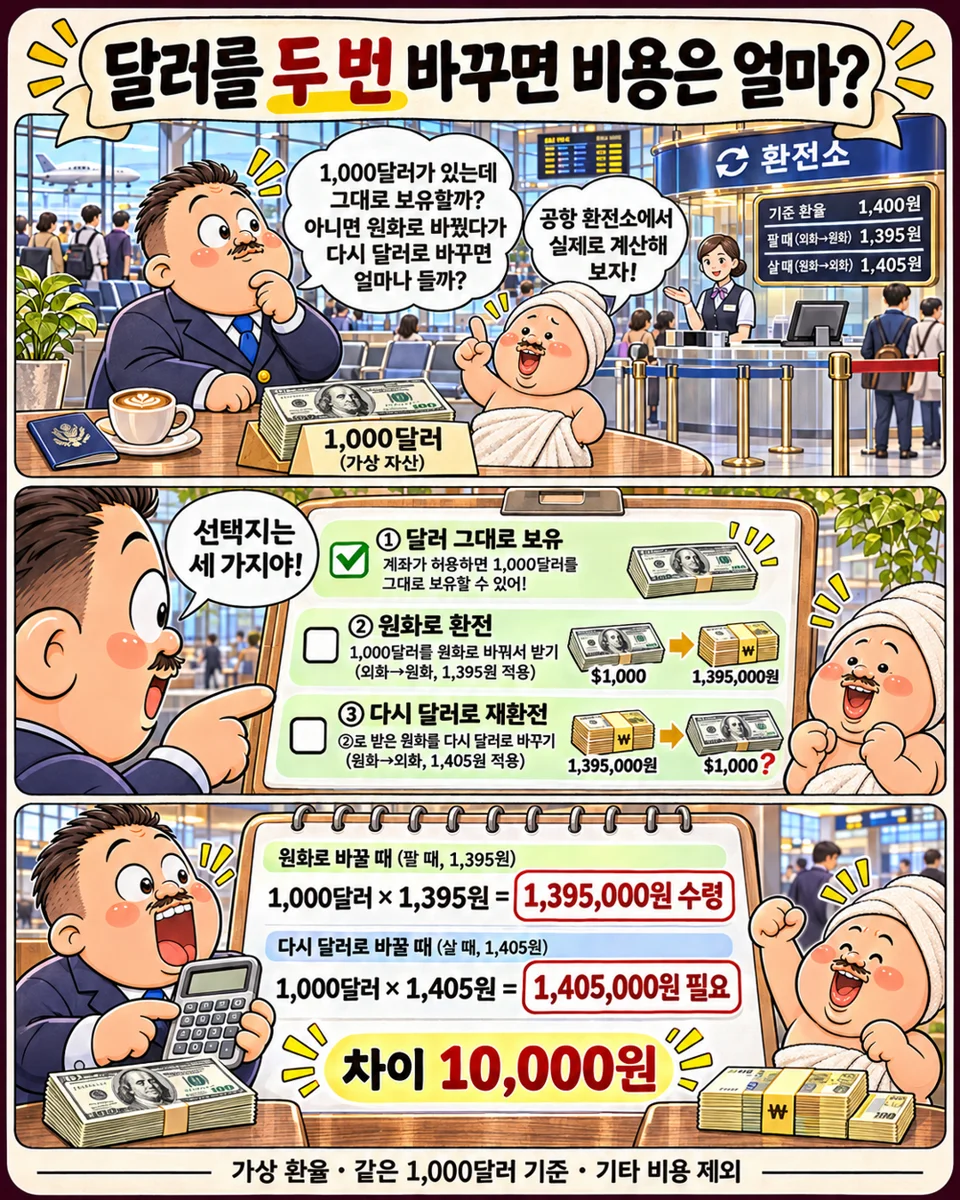 달러를 두 번 바꾸면 비용은 얼마?
1,000달러가 있는데
그대로 보유할까?
아니면 원화로 바꿨다가
다시 달러로 바꾸면
얼마나 들까?
공항 환전소에서
실제로 계산해
보자!
환전소
기준 환율 1,400원
팔 때 (외화→원화) 1,395원
살 때 (원화→외화) 1,405원
1,000달러
(가상 자산)
선택지는
세 가지야!
① 달러 그대로 보유
계좌가 허용하면 1,000달러를
그대로 보유할 수 있어!
② 원화로 환전
1,000달러를 원화로 바꿔서 받기
(외화→원화, 1,395원 적용)
$1,000
1,395,000원
③ 다시 달러로 재환전
②로 받은 원화를 다시 달러로 바꾸기
(원화→외화, 1,405원 적용)
1,395,000원
$1,000?
원화로 바꿀 때 (팔 때, 1,395원)
1,000달러 × 1,395원 = 1,395,000원 수령
다시 달러로 바꿀 때 (살 때, 1,405원)
1,000달러 × 1,405원 = 1,405,000원 필요
차이 10,000원
가상 환율 · 같은 1,000달러 기준 · 기타 비용 제외